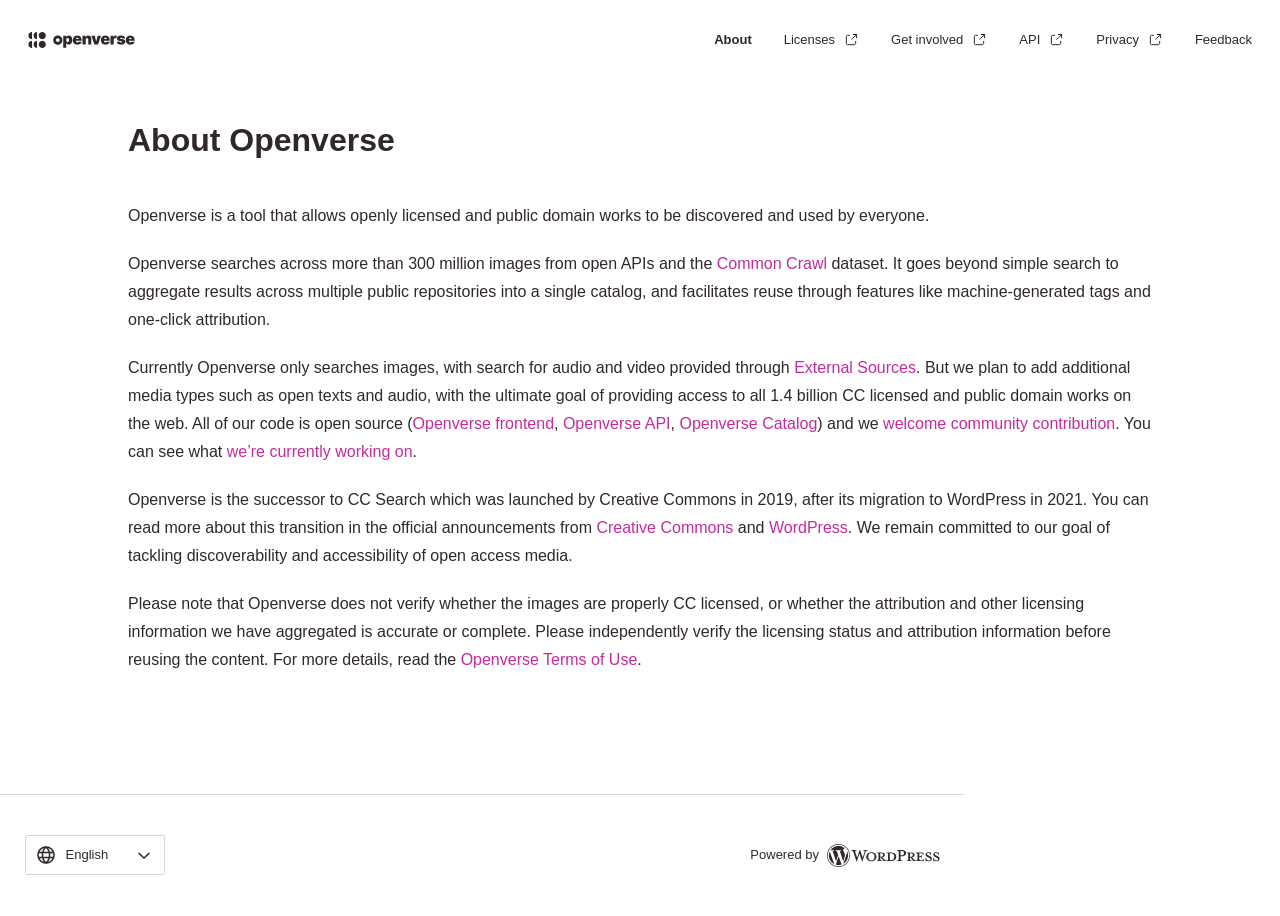 openverse
About Licenses Get involved API Privacy Feedback
About Openverse
Openverse is a tool that allows openly licensed and public domain works to be discovered and used by everyone.
Openverse searches across more than 300 million images from open APIs and the Common Crawl dataset. It goes beyond simple search to
aggregate results across multiple public repositories into a single catalog, and facilitates reuse through features like machine-generated tags and
one-click attribution.
Currently Openverse only searches images, with search for audio and video provided through External Sources. But we plan to add additional
media types such as open texts and audio, with the ultimate goal of providing access to all 1.4 billion CC licensed and public domain works on
the web. All of our code is open source (Openverse frontend, Openverse API, Openverse Catalog) and we welcome community contribution. You
can see what we’re currently working on.
Openverse is the successor to CC Search which was launched by Creative Commons in 2019, after its migration to WordPress in 2021. You can
read more about this transition in the official announcements from Creative Commons and WordPress. We remain committed to our goal of
tackling discoverability and accessibility of open access media.
Please note that Openverse does not verify whether the images are properly CC licensed, or whether the attribution and other licensing
information we have aggregated is accurate or complete. Please independently verify the licensing status and attribution information before
reusing the content. For more details, read the Openverse Terms of Use.
English
Powered by WordPress